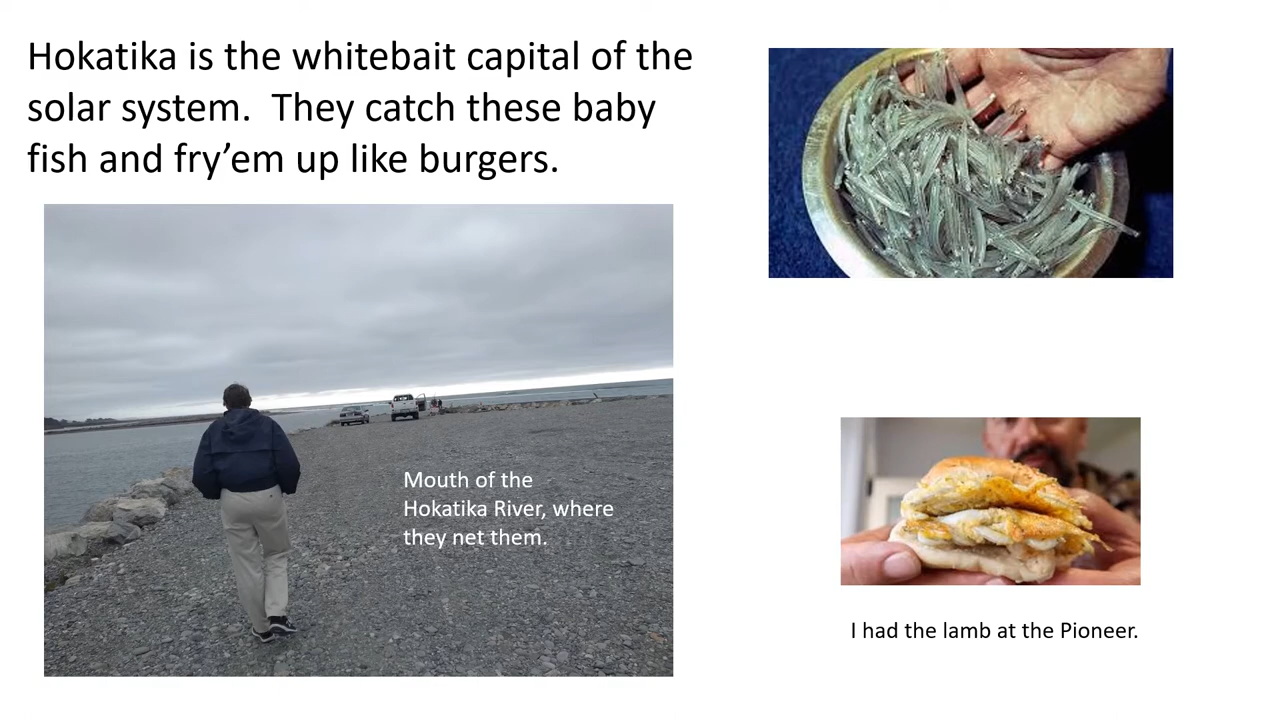 Hokatika is the whitebait capital of the
solar system.  They catch these baby
fish and fry’em up like burgers.
Mouth of the
Hokatika River, where
they net them.
I had the lamb at the Pioneer.